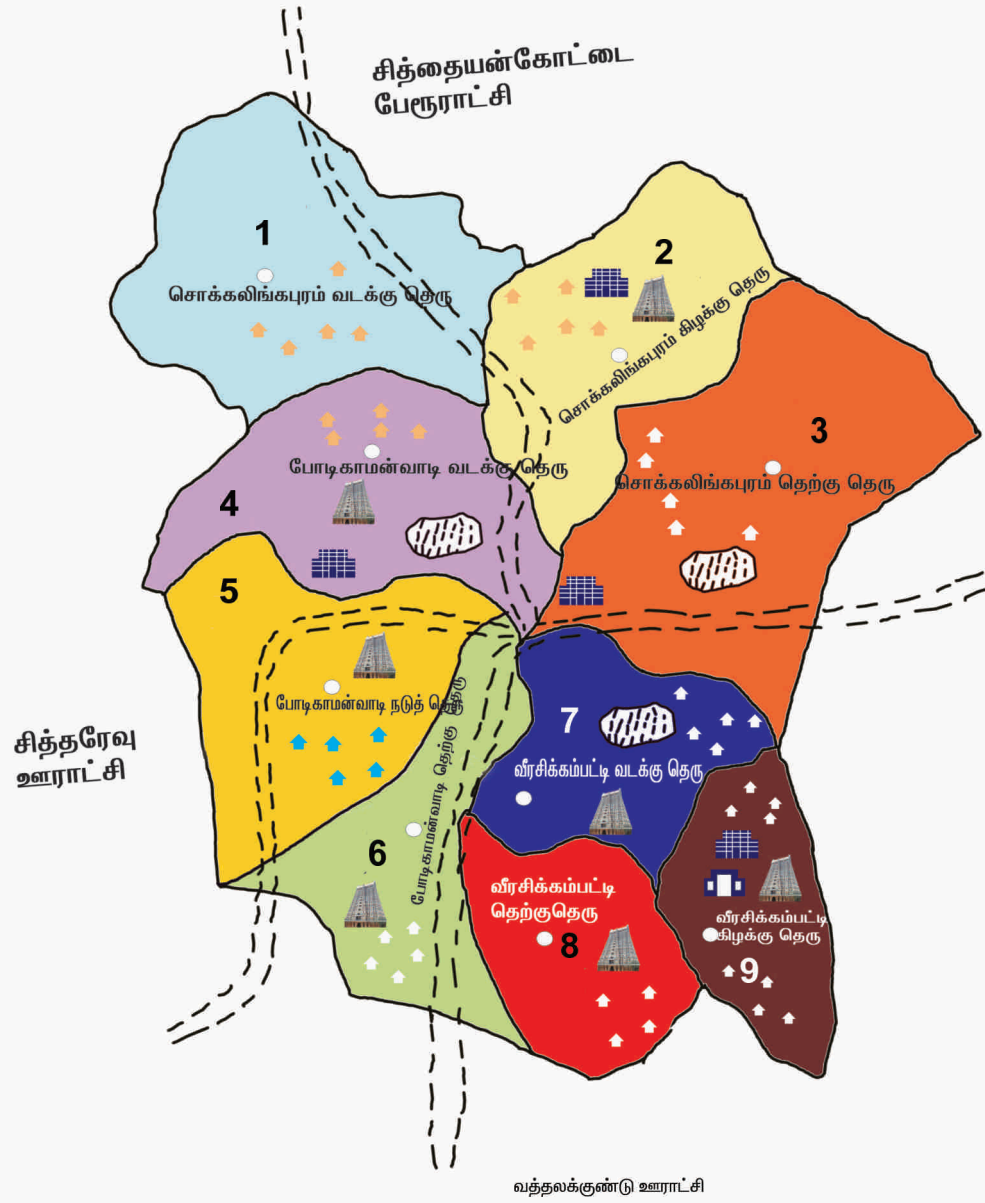 சித்தையன்கோட்டை
பேரூராட்சி
1
சொக்கலிங்கபுரம் வடக்கு தெரு
2
சொக்கலிங்கபுரம் கிழக்கு தெரு
3
சொக்கலிங்கபுரம் தெற்கு தெரு
போடிகாமன்வாடி வடக்கு தெரு
4
5
போடிகாமன்வாடி நடுத் தெரு
சித்தரேவு
ஊராட்சி
போடிகாமன்வாடி தெற்கு தெரு
6
7
வீரசிக்கம்பட்டி வடக்கு தெரு
வீரசிக்கம்பட்டி
தெற்குதெரு
8
வீரசிக்கம்பட்டி
கிழக்கு தெரு
9
வத்தலக்குண்டு ஊராட்சி